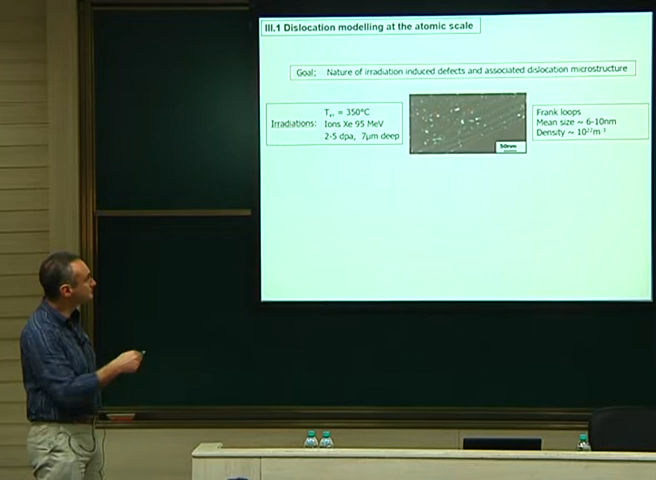 III.1 Dislocation modelling at the atomic scale
Goal: Nature of irradiation induced defects and associated dislocation microstructure
Irradiations:
= 350°C
Ions Xe 95 MeV
2-5 dpa, 7µm deep
50nm
Frank loops
Mean size ~ 6-10nm
Density ~ 10²²m